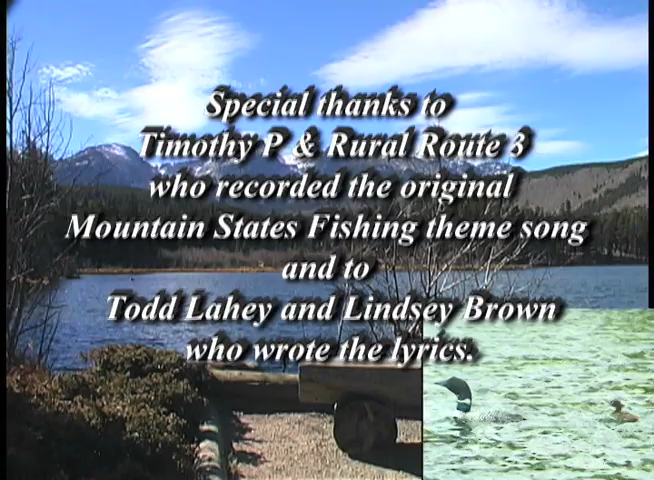 Special thanks to
Timothy P & Rural Route 3
who recorded the original
Mountain States Fishing theme song
and to
Todd Lahey and Lindsey Brown
who wrote the lyrics.